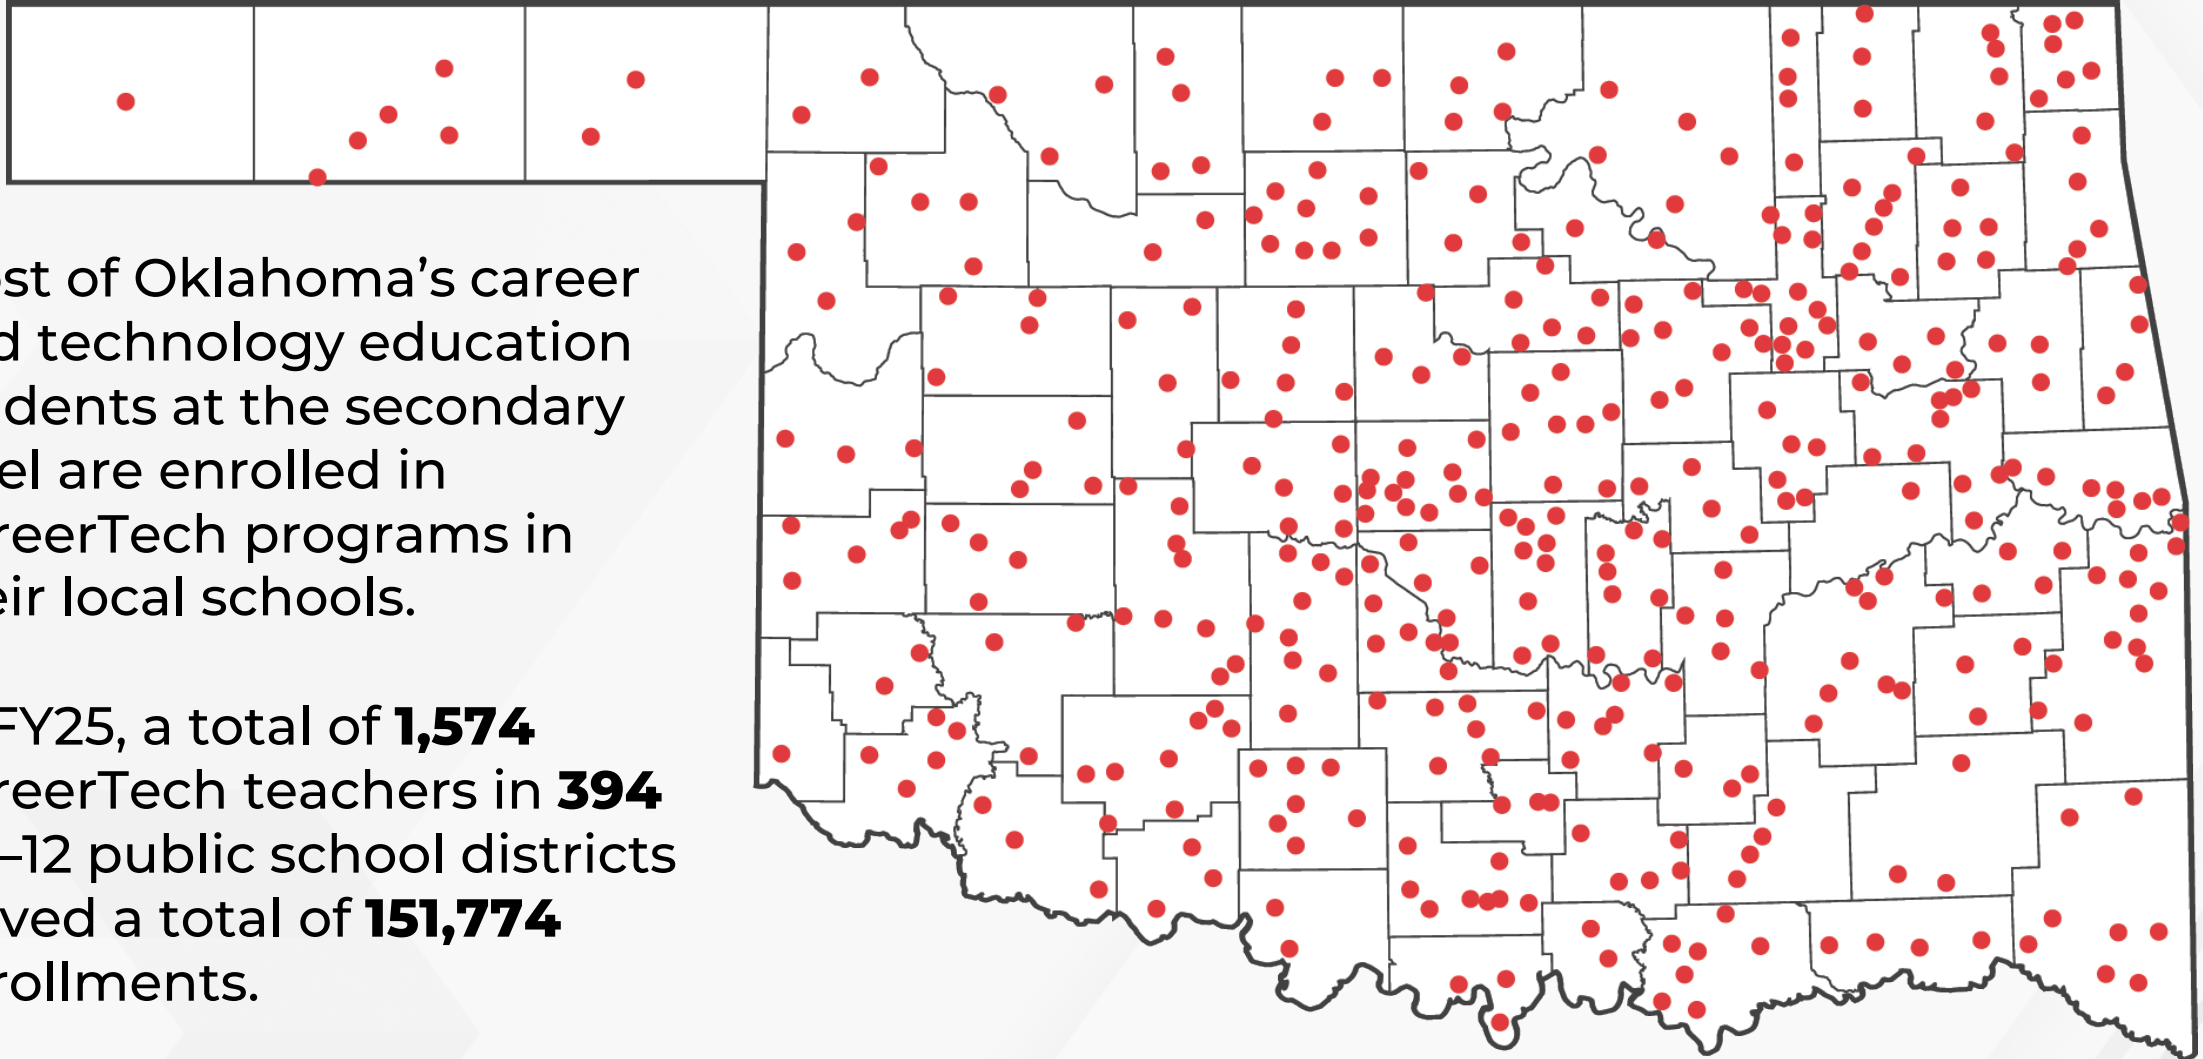 st of Oklahoma's career
d technology education
dents at the secondary
el are enrolled in
reerTech programs in
eir local schools.
FY25, a total of 1,574
reerTech teachers in 394
–12 public school districts
ved a total of 151,774
rollments.